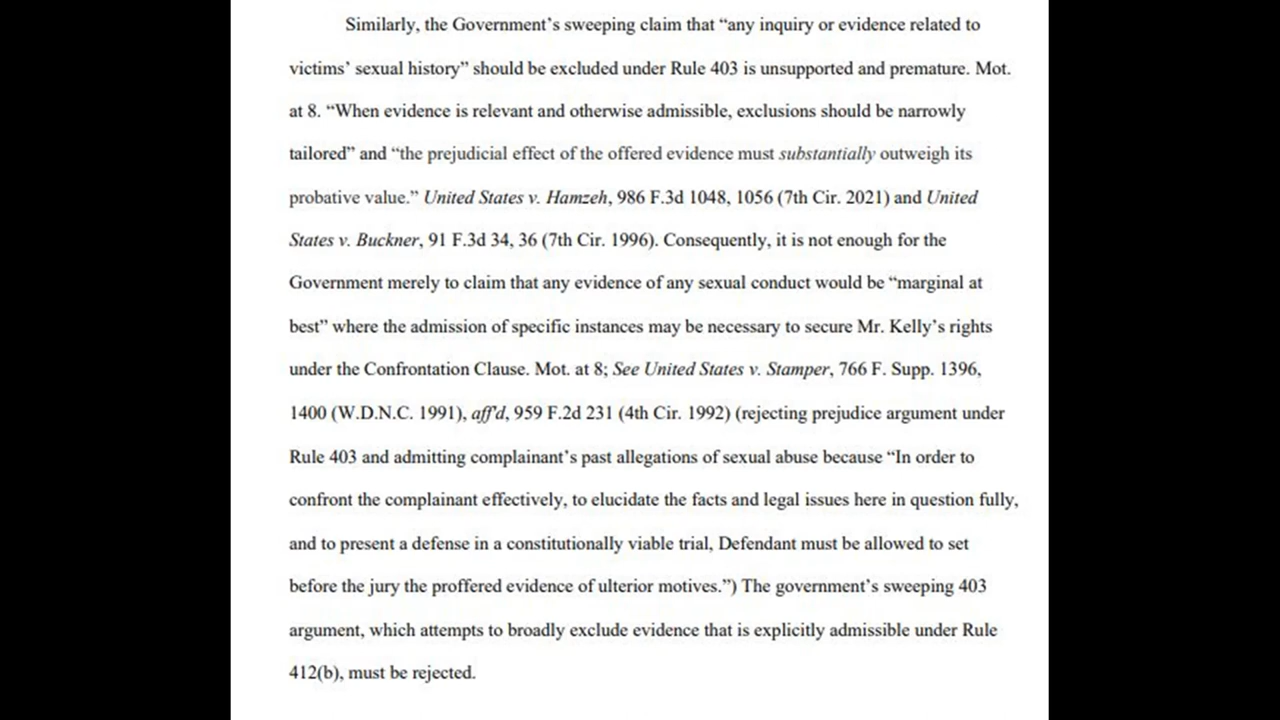 Similarly, the Government’s sweeping claim that “any inquiry or evidence related to
victims’ sexual history” should be excluded under Rule 403 is unsupported and premature. Mot.
at 8. “When evidence is relevant and otherwise admissible, exclusions should be narrowly
tailored” and “the prejudicial effect of the offered evidence must substantially outweigh its
probative value.” United States v. Hamzeh, 986 F.3d 1048, 1056 (7th Cir. 2021) and United
States v. Buckner, 91 F.3d 34, 36 (7th Cir. 1996). Consequently, it is not enough for the
Government merely to claim that any evidence of any sexual conduct would be “marginal at
best” where the admission of specific instances may be necessary to secure Mr. Kelly’s rights
under the Confrontation Clause. Mot. at 8; See United States v. Stamper, 766 F. Supp. 1396,
1400 (W.D.N.C. 1991), aff’d, 959 F.2d 231 (4th Cir. 1992) (rejecting prejudice argument under
Rule 403 and admitting complainant’s past allegations of sexual abuse because “In order to
confront the complainant effectively, to elucidate the facts and legal issues here in question fully,
and to present a defense in a constitutionally viable trial, Defendant must be allowed to set
before the jury the proffered evidence of ulterior motives.”) The government’s sweeping 403
argument, which attempts to broadly exclude evidence that is explicitly admissible under Rule
412(b), must be rejected.